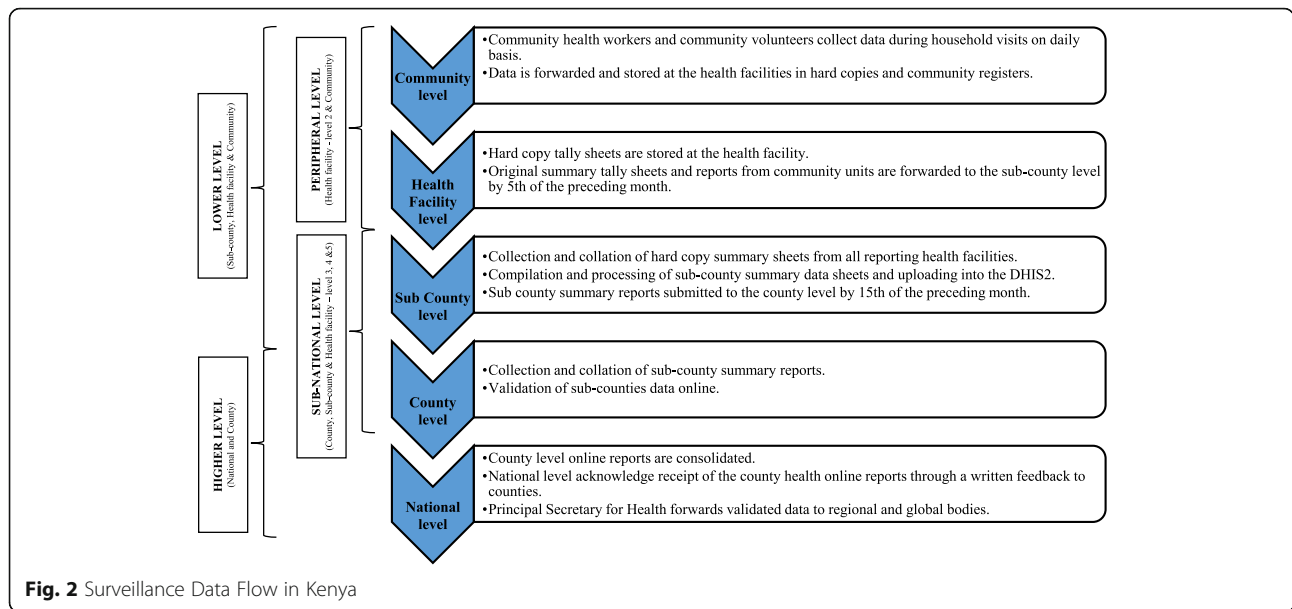 LOWER LEVEL
(Sub-county, Health facility & Community)
HIGHER LEVEL
(National and County)
PERIPHERAL LEVEL
(Health facility - level 2 & Community)
SUB-NATIONAL LEVEL
(County, Sub-county & Health facility – level 3, 4 &5)
Community
level
•Community health workers and community volunteers collect data during household visits on daily
basis.
•Data is forwarded and stored at the health facilities in hard copies and community registers.
Health
Facility
level
•Hard copy tally sheets are stored at the health facility.
•Original summary tally sheets and reports from community units are forwarded to the sub-county level
by 5th of the preceding month.
Sub County
level
•Collection and collation of hard copy summary sheets from all reporting health facilities.
•Compilation and processing of sub-county summary data sheets and uploading into the DHIS2.
•Sub county summary reports submitted to the county level by 15th of the preceding month.
County
level
•Collection and collation of sub-county summary reports.
•Validation of sub-counties data online.
National
level
•County level online reports are consolidated.
•National level acknowledge receipt of the county health online reports through a written feedback to
counties.
•Principal Secretary for Health forwards validated data to regional and global bodies.
Fig. 2 Surveillance Data Flow in Kenya